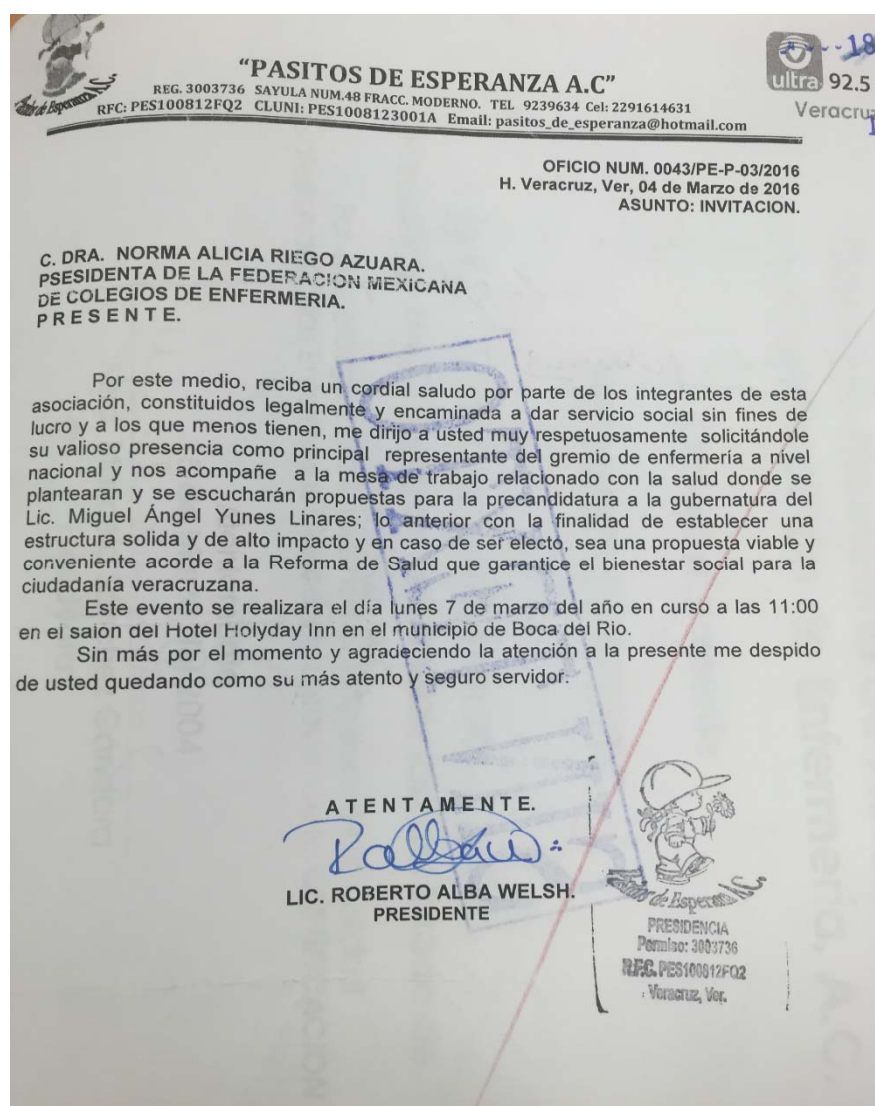 "PASITOS DE ESPERANZA A.C"
REG. 3003736 SAYULA NUM.48 FRACC. MODERNO. TEL 9239634 Cel: 2291614631
RFC: PES100812FQ2 CLUNI: PES1008123001A Email: pasitos_de_esperanza@hotmail.com
18
ultra 92.5
Veracruz
OFICIO NUM. 0043/PE-P-03/2016
H. Veracruz, Ver, 04 de Marzo de 2016
ASUNTO: INVITACION.
C. DRA. NORMA ALICIA RIEGO AZUARA.
PSESIDENTA DE LA FEDERACION MEXICANA
DE COLEGIOS DE ENFERMERIA.
P R E S E N T E.
Por este medio, reciba un cordial saludo por parte de los integrantes de esta
asociación, constituidos legalmente y encaminada a dar servicio social sin fines de
lucro y a los que menos tienen, me dirijo a usted muy respetuosamente solicitándole
su valioso presencia como principal representante del gremio de enfermería a nivel
nacional y nos acompañe a la mesa de trabajo relacionado con la salud donde se
plantearan y se escucharán propuestas para la precandidatura a la gubernatura del
Lic. Miguel Ángel Yunes Linares; lo anterior con la finalidad de establecer una
estructura solida y de alto impacto y en caso de ser electo, sea una propuesta viable y
conveniente acorde a la Reforma de Salud que garantice el bienestar social para la
ciudadanía veracruzana.
Este evento se realizara el día lunes 7 de marzo del año en curso a las 11:00
en el salon del Hotel Holyday Inn en el municipio de Boca del Rio.
Sin más por el momento y agradeciendo la atención a la presente me despido
de usted quedando como su más atento y seguro servidor.
A T E N T A M E N T E.
LIC. ROBERTO ALBA WELSH.
PRESIDENTE
de Esperanza A.C.
PRESIDENCIA
Permiso: 3003736
R.F.C. PES100812FQ2
Veracruz, Ver.